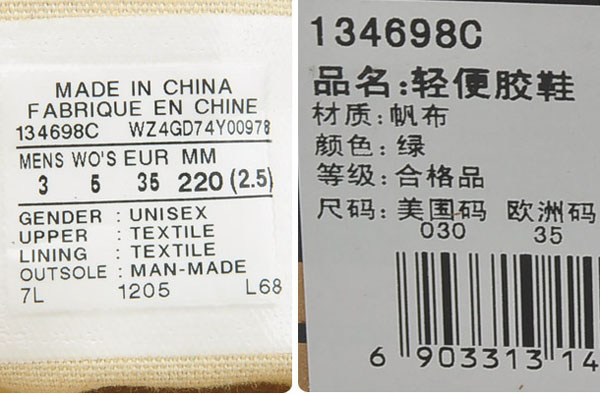 MADE IN CHINA
FABRIQUE EN CHINE
134698C WZ4GD74Y00978
MENS WO'S EUR MM
3 5 35 220 (2.5)
GENDER : UNISEX
UPPER : TEXTILE
LINING : TEXTILE
OUTSOLE : MAN-MADE
7L 1205 L68
134698C
品名:轻便胶鞋
材质:帆布
颜色:绿
等级:合格品
尺码:美国码 欧洲码
030 35
6 903313 14